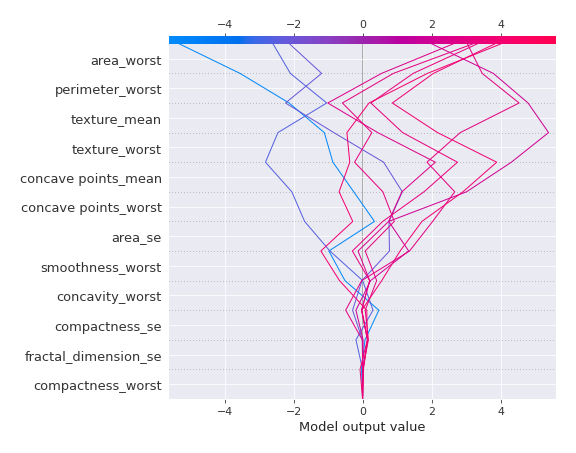 −4 −2 0 2 4
area_worst
perimeter_worst
texture_mean
texture_worst
concave points_mean
concave points_worst
area_se
smoothness_worst
concavity_worst
compactness_se
fractal_dimension_se
compactness_worst
−4 −2 0 2 4
Model output value